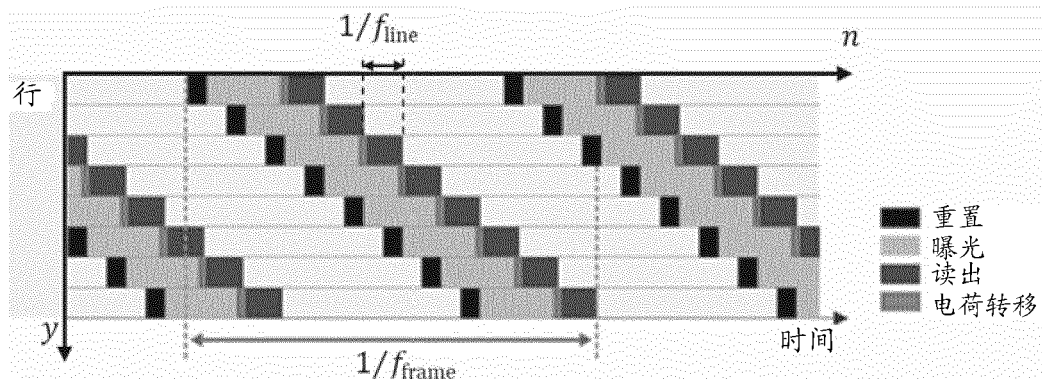 1/f_line
n
行
重置
曝光
读出
电荷转移
y
时间
1/f_frame